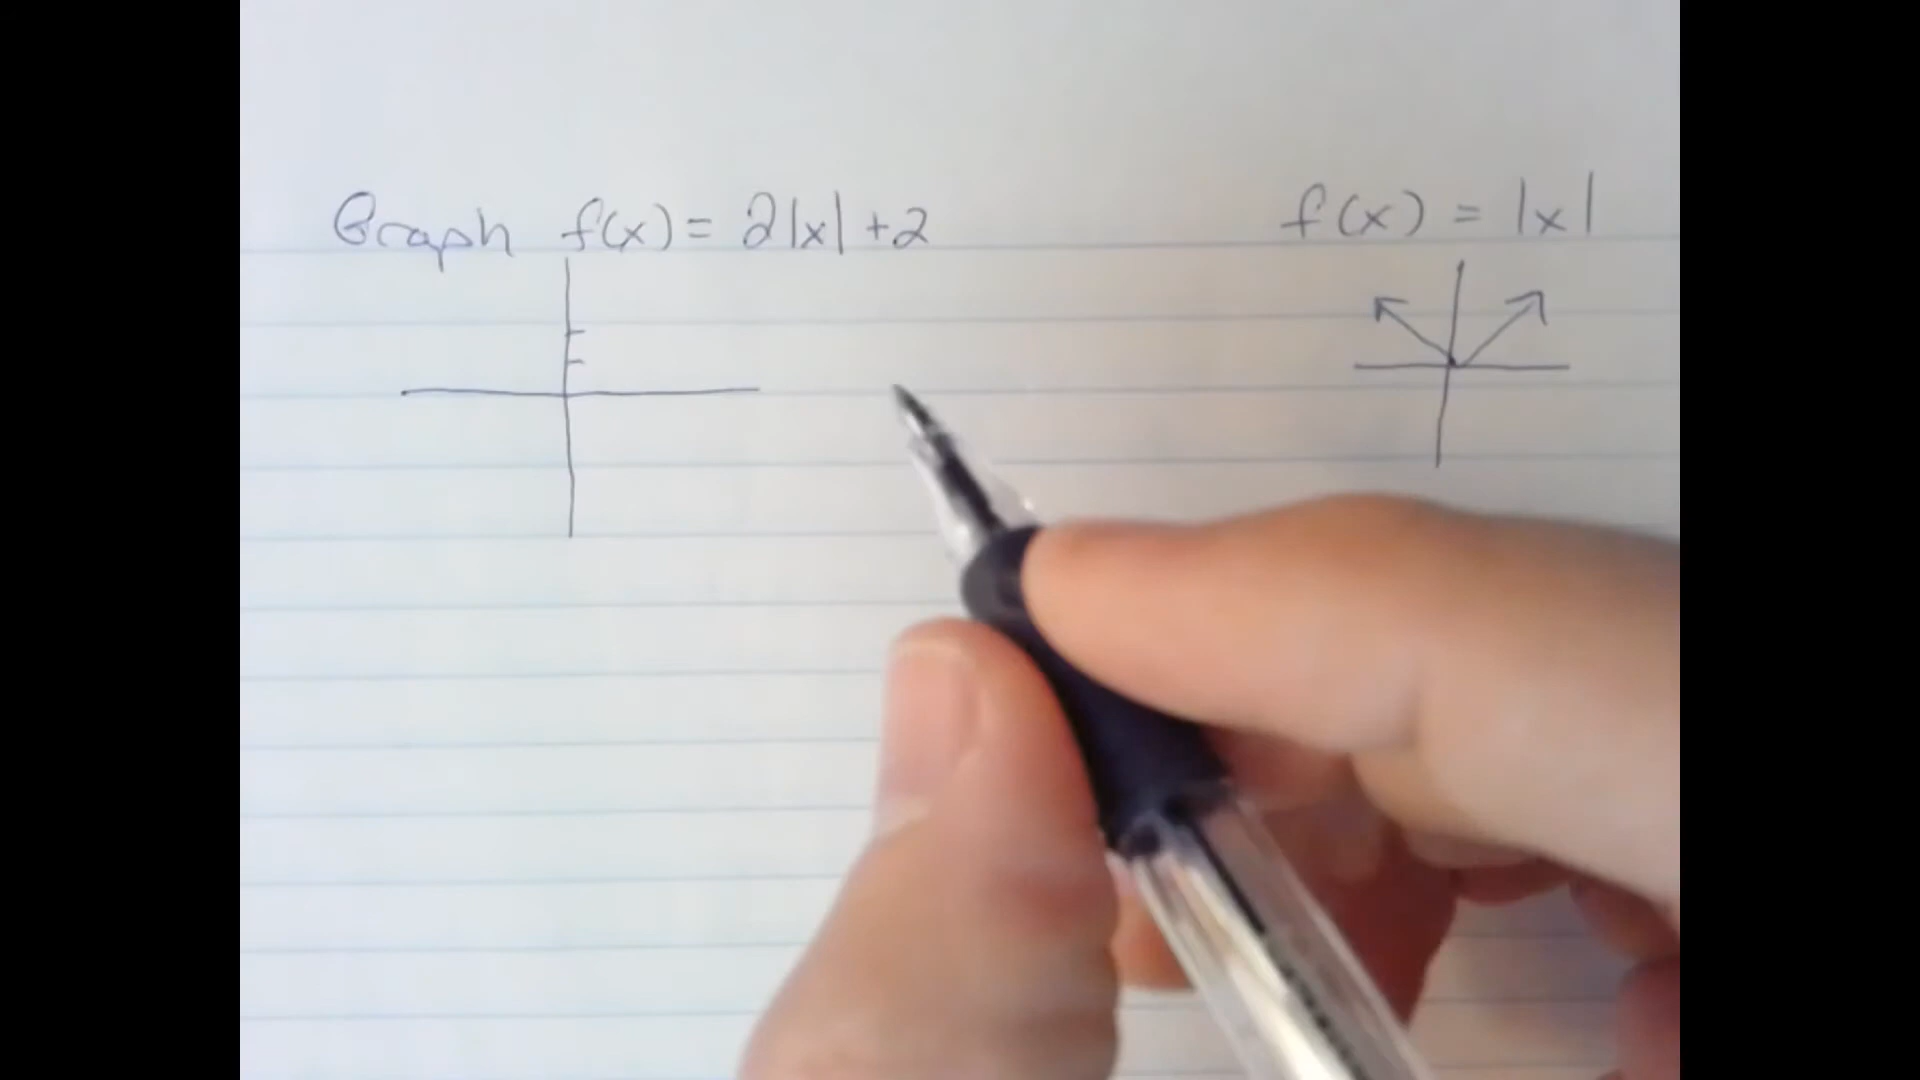 Graph f(x) = 2|x| + 2
f(x) = |x|